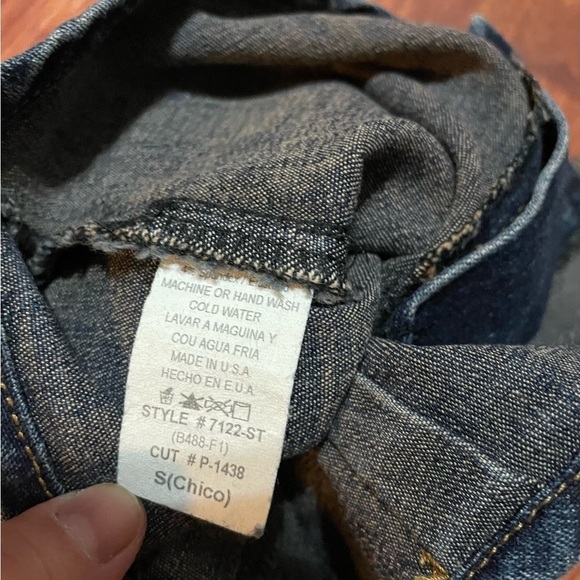 MACHINE OR HAND WASH
COLD WATER
LAVAR A MAGUINA Y
COU AGUA FRIA
MADE IN U.S.A
HECHO EN E.U.A
STYLE # 7122-ST
(B488-F1)
CUT # P-1438
S(Chico)